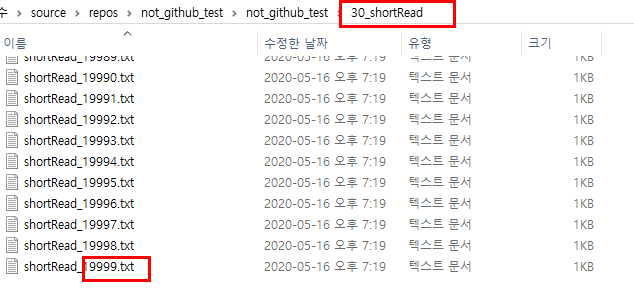 수 > source > repos > not_github_test > not_github_test > 30_shortRead
이름 수정한 날짜 유형 크기
shortRead_19989.txt 2020-05-16 오후 7:19 텍스트 문서 1KB
shortRead_19990.txt 2020-05-16 오후 7:19 텍스트 문서 1KB
shortRead_19991.txt 2020-05-16 오후 7:19 텍스트 문서 1KB
shortRead_19992.txt 2020-05-16 오후 7:19 텍스트 문서 1KB
shortRead_19993.txt 2020-05-16 오후 7:19 텍스트 문서 1KB
shortRead_19994.txt 2020-05-16 오후 7:19 텍스트 문서 1KB
shortRead_19995.txt 2020-05-16 오후 7:19 텍스트 문서 1KB
shortRead_19996.txt 2020-05-16 오후 7:19 텍스트 문서 1KB
shortRead_19997.txt 2020-05-16 오후 7:19 텍스트 문서 1KB
shortRead_19998.txt 2020-05-16 오후 7:19 텍스트 문서 1KB
shortRead_19999.txt 2020-05-16 오후 7:19 텍스트 문서 1KB